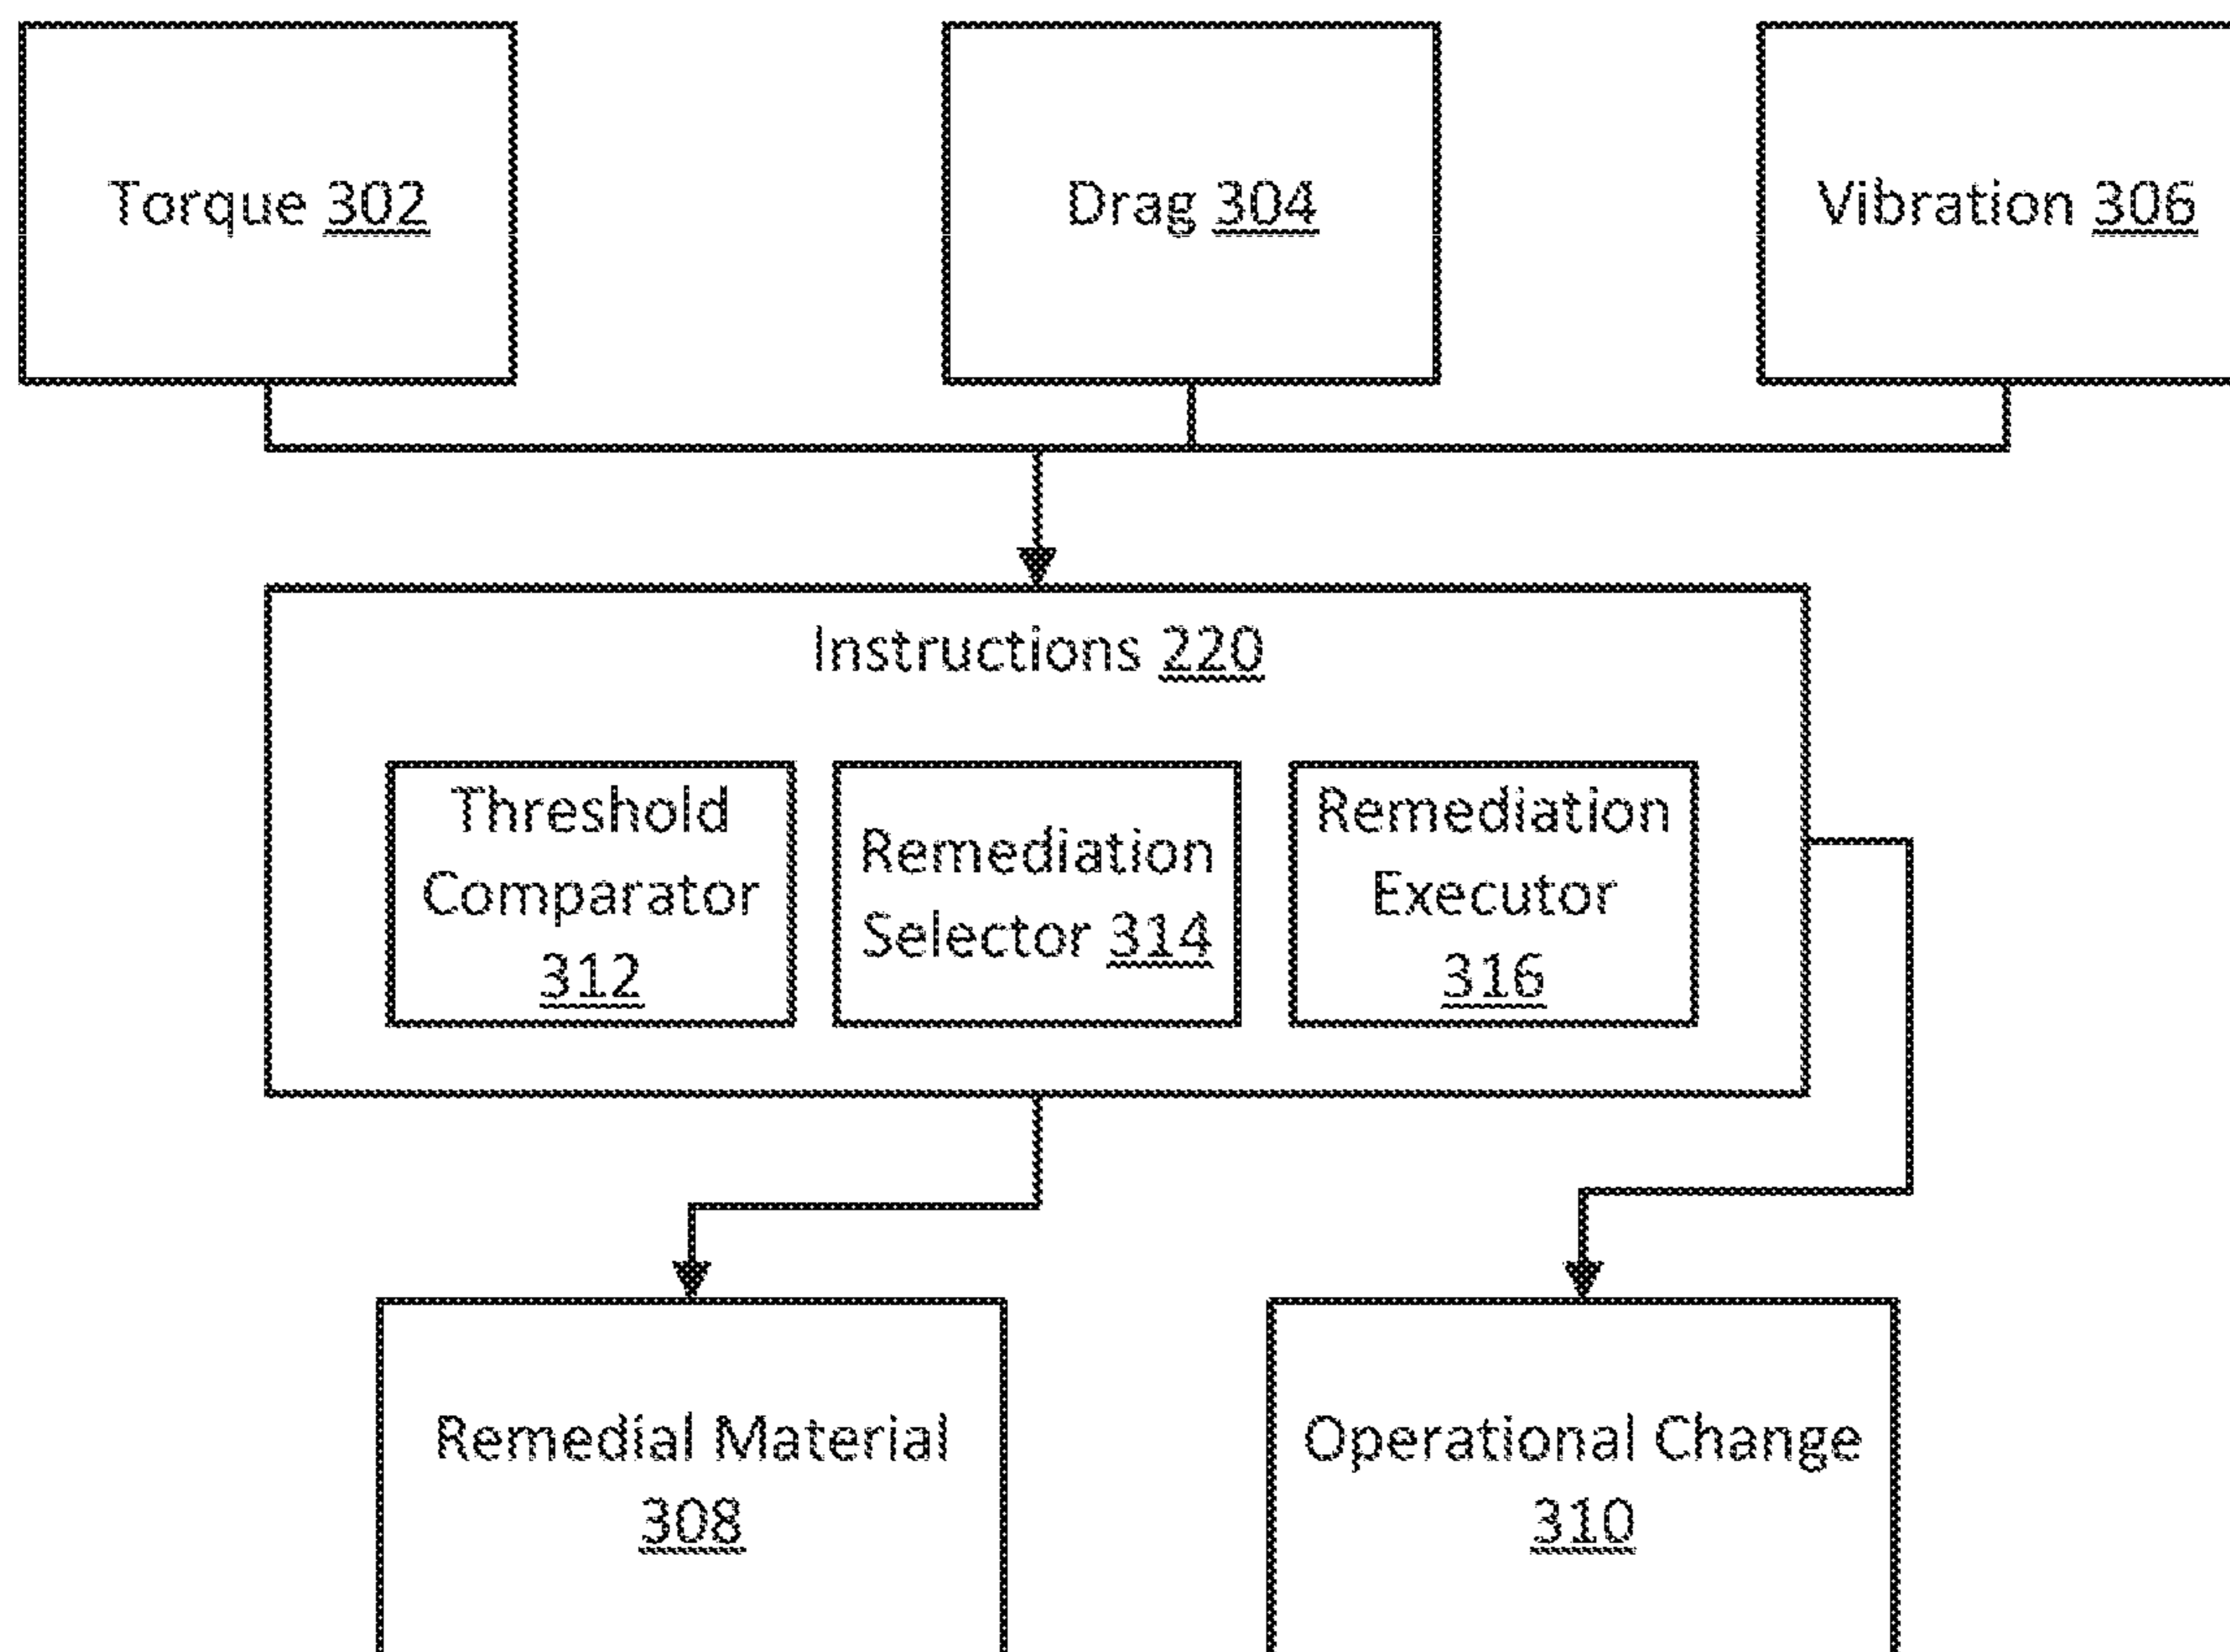 Torque 302
Drag 304
Vibration 306
Instructions 220
Threshold
Comparator
312
Remediation
Selector 314
Remediation
Executor
316
Remedial Material
308
Operational Change
310